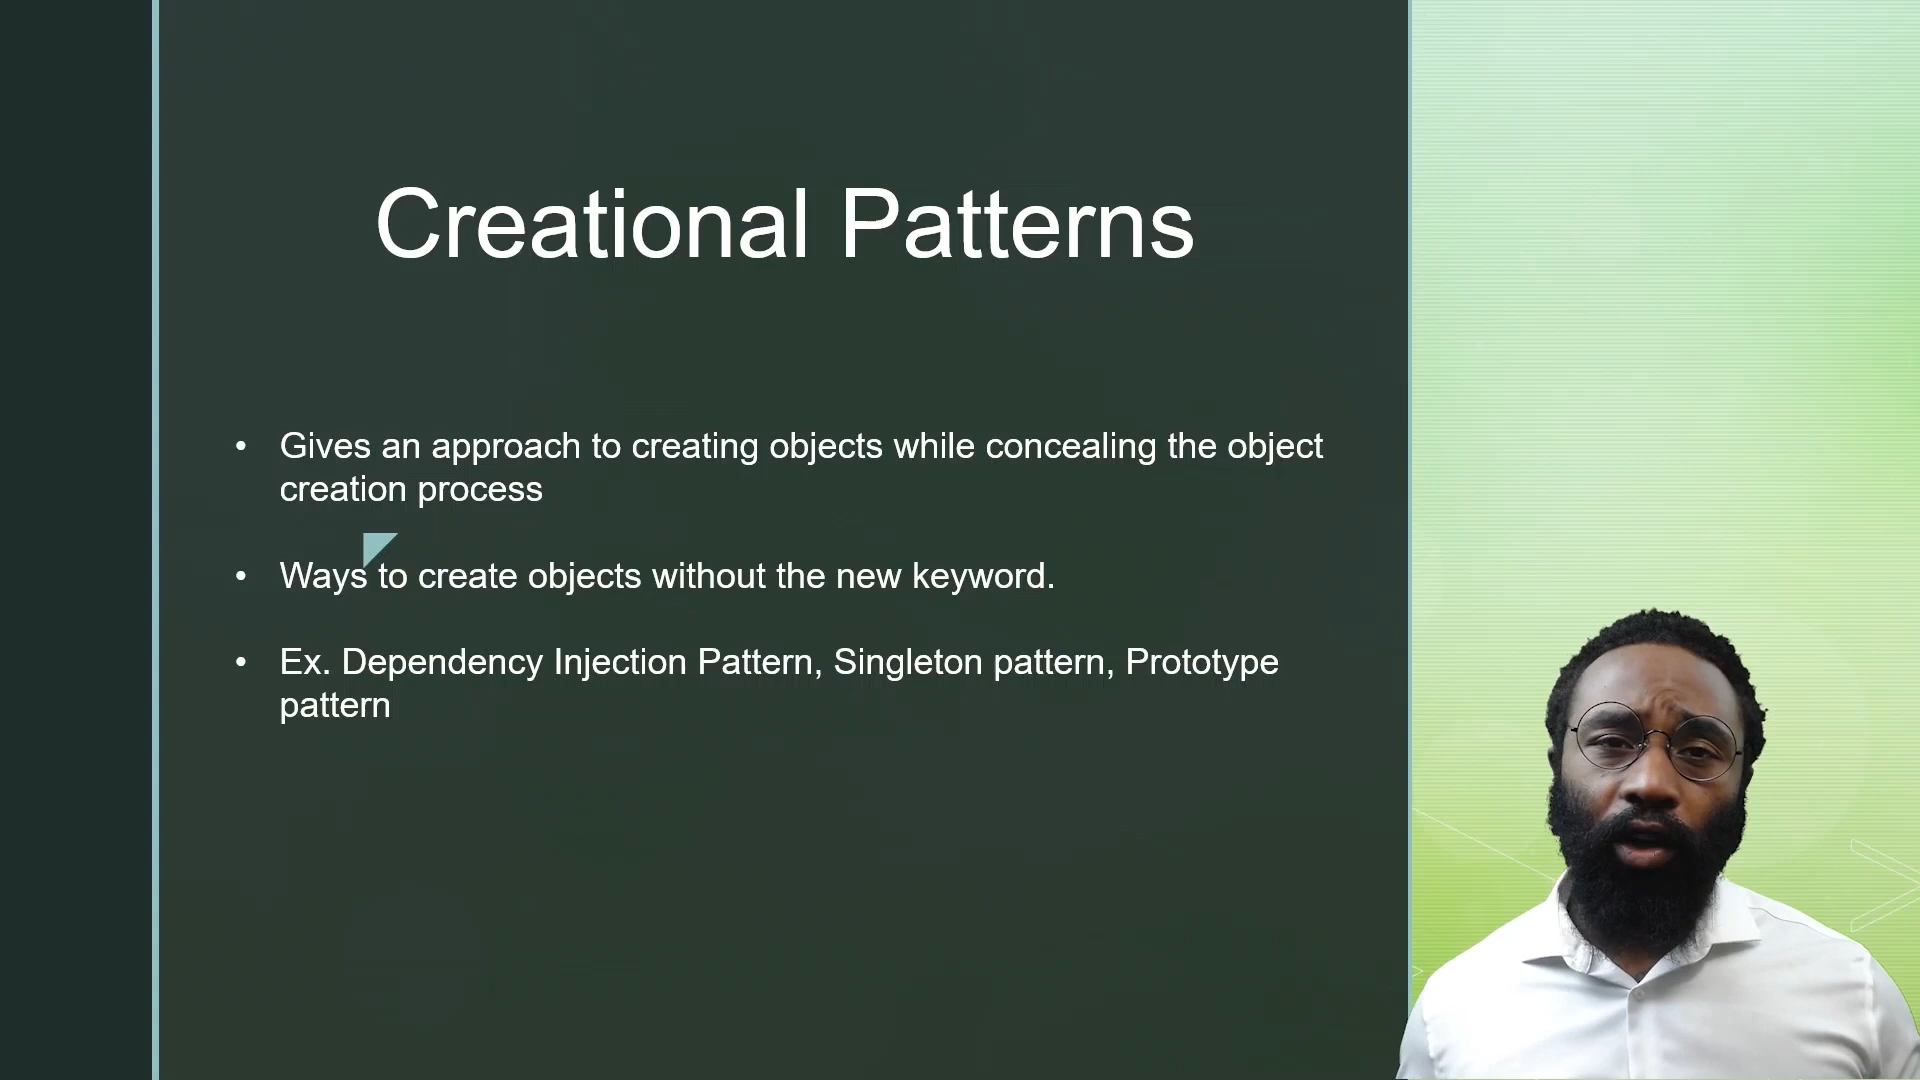 Creational Patterns
• Gives an approach to creating objects while concealing the object
creation process
• Ways to create objects without the new keyword.
• Ex. Dependency Injection Pattern, Singleton pattern, Prototype
pattern